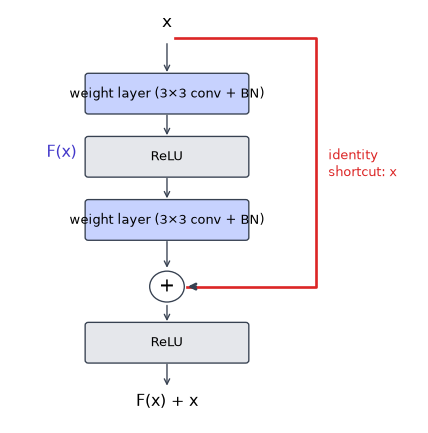 x
weight layer (3×3 conv + BN)
F(x)
ReLU
identity
shortcut: x
weight layer (3×3 conv + BN)
+
ReLU
F(x) + x